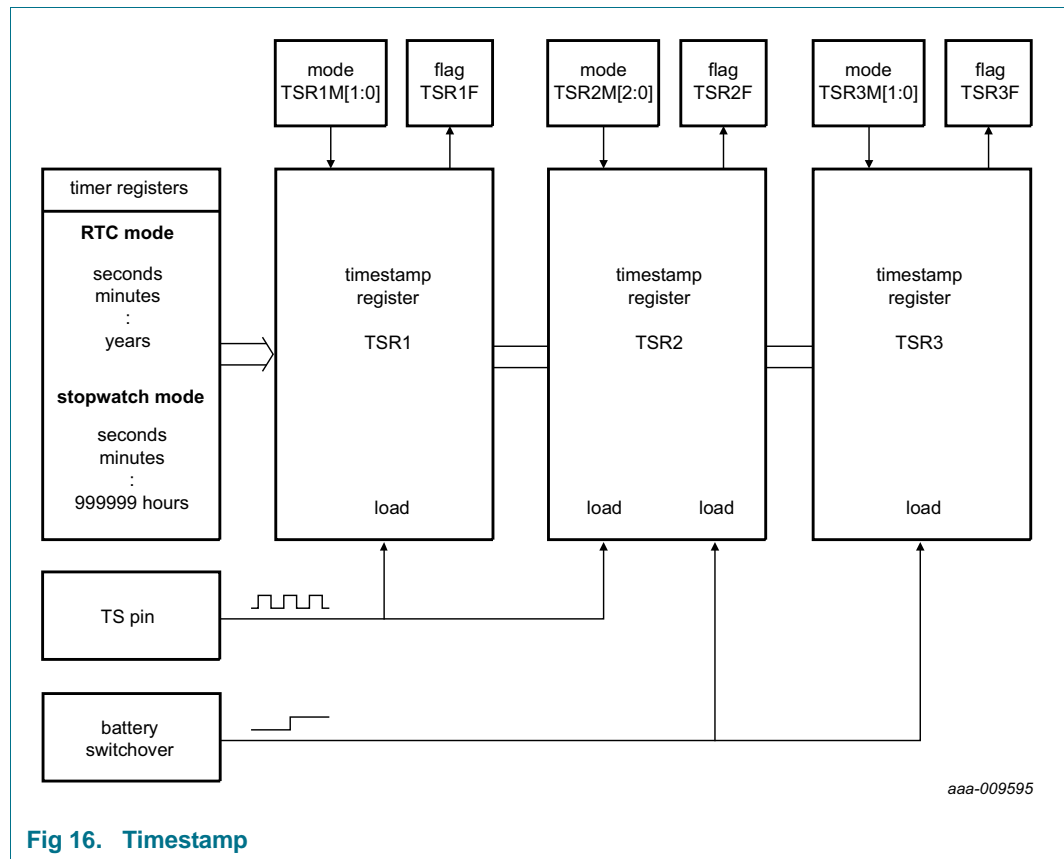 mode
TSR1M[1:0]
flag
TSR1F
mode
TSR2M[2:0]
flag
TSR2F
mode
TSR3M[1:0]
flag
TSR3F
timer registers
RTC mode
seconds
minutes
:
years
stopwatch mode
seconds
minutes
:
999999 hours
timestamp
register
TSR1
load
timestamp
register
TSR2
load
load
timestamp
register
TSR3
load
TS pin
battery
switchover
aaa-009595
Fig 16. Timestamp